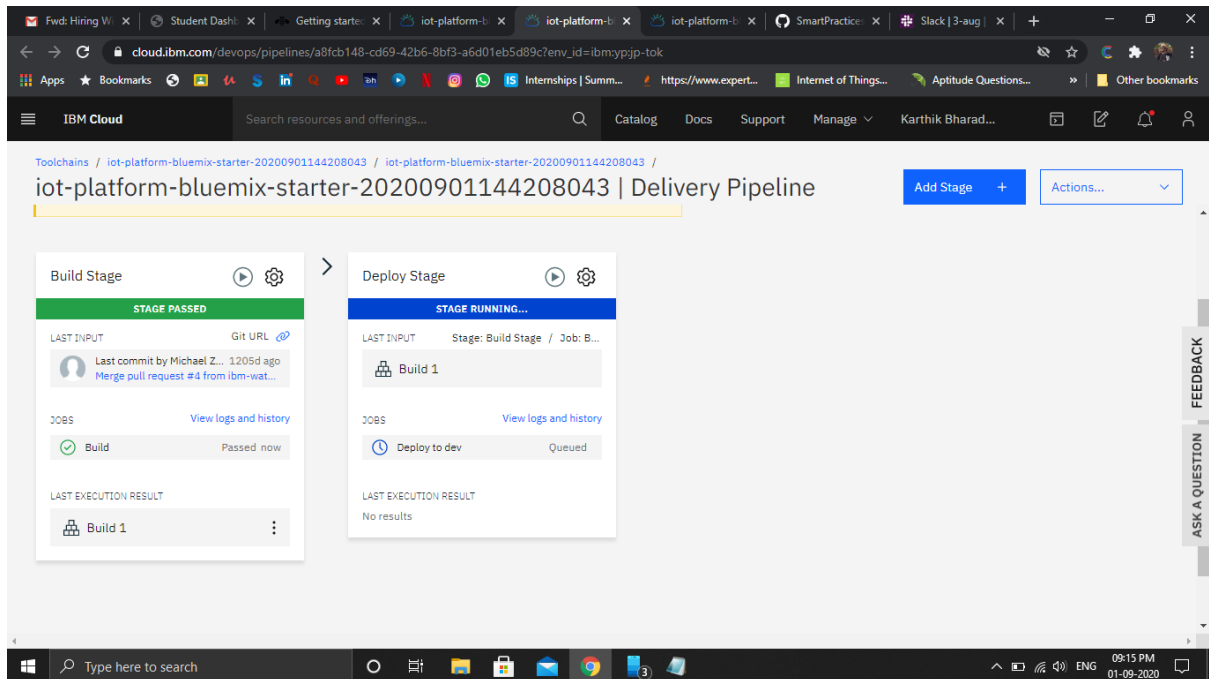 Fwd: Hiring W
Student Dashb
Getting starte
iot-platform-bl
iot-platform-bl
iot-platform-bl
SmartPractice
Slack | 3-aug |
cloud.ibm.com/devops/pipelines/a8fcb148-cd69-42b6-8bf3-a6d01eb5d89c?env_id=ibm:yp:jp-tok
Apps
Bookmarks
IS Internships | Summ...
https://www.expert...
Internet of Things...
Aptitude Questions...
»
Other bookmarks
IBM Cloud
Search resources and offerings...
Catalog
Docs
Support
Manage
Karthik Bharad...
Toolchains / iot-platform-bluemix-starter-20200901144208043 / iot-platform-bluemix-starter-20200901144208043 /
iot-platform-bluemix-starter-20200901144208043 | Delivery Pipeline
Add Stage +
Actions...
Build Stage
STAGE PASSED
LAST INPUT
Git URL
Last commit by Michael Z... 1205d ago
Merge pull request #4 from ibm-wat...
JOBS
View logs and history
Build
Passed now
LAST EXECUTION RESULT
Build 1
Deploy Stage
STAGE RUNNING...
LAST INPUT
Stage: Build Stage / Job: B...
Build 1
JOBS
View logs and history
Deploy to dev
Queued
LAST EXECUTION RESULT
No results
FEEDBACK
ASK A QUESTION
Type here to search
(3)
ENG
09:15 PM
01-09-2020